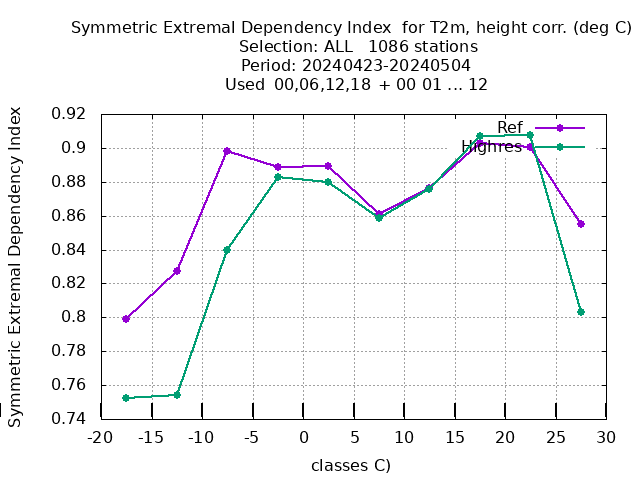 Symmetric Extremal Dependency Index  for T2m, height corr. (deg C)
Selection: ALL   1086 stations
Period: 20240423-20240504
Used  00,06,12,18 + 00 01 ... 12
Symmetric Extremal Dependency Index
0.92
0.9
0.88
0.86
0.84
0.82
0.8
0.78
0.76
0.74
Ref
Highres
-20 -15 -10 -5 0 5 10 15 20 25 30
classes C)